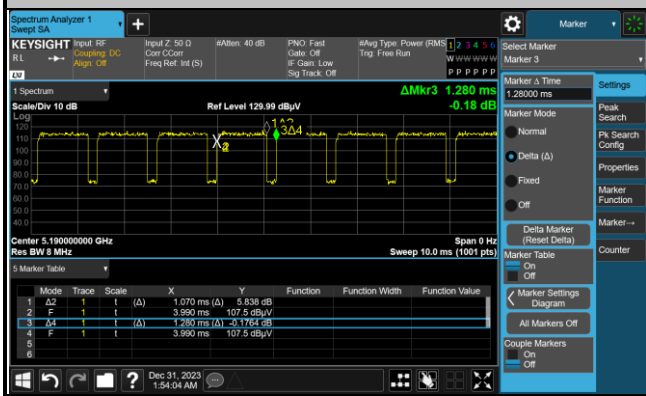 Spectrum Analyzer 1
Swept SA
KEYSIGHT
RL
Input: RF
Coupling: DC
Align: Off
Input Z: 50 Ω
Corr CCorr
Freq Ref: Int (S)
#Atten: 40 dB
PNO: Fast
Gate: Off
IF Gain: Low
Sig Track: Off
#Avg Type: Power (RMS
Trig: Free Run
1 2 3 4 5 6
W W W W W W
P P P P P P
LXI
1 Spectrum
Scale/Div 10 dB
Ref Level 129.99 dBµV
ΔMkr3 1.280 ms
-0.18 dB
Log
120
110
100
90.0
80.0
70.0
60.0
50.0
40.0
3Δ4
Center 5.190000000 GHz
Res BW 8 MHz
Span 0 Hz
Sweep 10.0 ms (1001 pts)
5 Marker Table
Mode Trace Scale X Y Function Function Width Function Value
1 Δ2 1 t (Δ) 1.070 ms (Δ) 5.838 dB
2 F 1 t 3.990 ms 107.5 dBµV
3 Δ4 1 t (Δ) 1.280 ms (Δ) -0.1764 dB
4 F 1 t 3.990 ms 107.5 dBµV
5
6
Dec 31, 2023
1:54:04 AM
Marker
Select Marker
Marker 3
Marker Δ Time
1.28000 ms
Marker Mode
Normal
Delta (Δ)
Fixed
Off
Delta Marker
(Reset Delta)
Marker Table
On
Off
Marker Settings
Diagram
All Markers Off
Couple Markers
On
Off
Settings
Peak
Search
Pk Search
Config
Properties
Marker
Function
Marker→
Counter